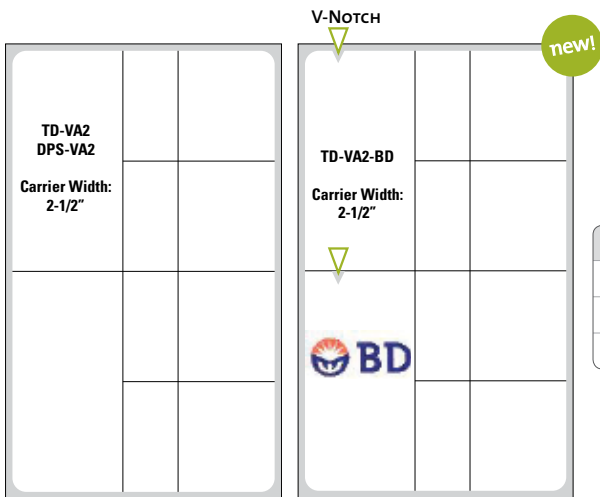 V-Notch
new!
TD-VA2
DPS-VA2
Carrier Width:
2-1/2"
TD-VA2-BD
Carrier Width:
2-1/2"
BD